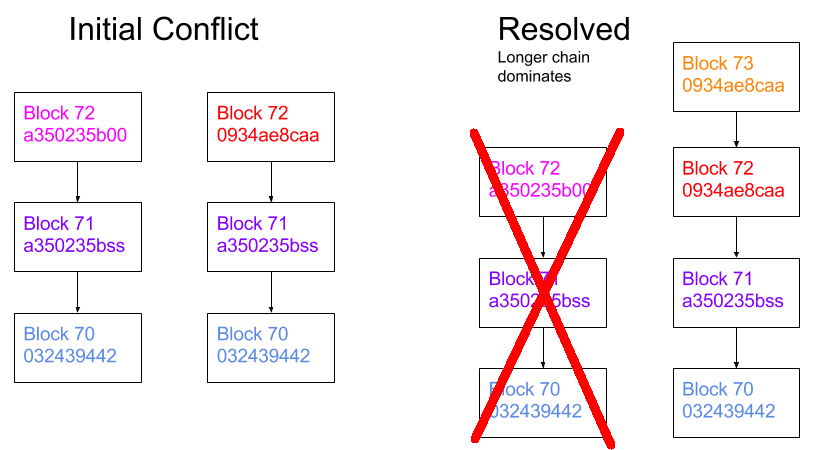 Initial Conflict
Block 72
a350235b00
Block 71
a350235bss
Block 70
032439442
Block 72
0934ae8caa
Block 71
a350235bss
Block 70
032439442
Resolved
Longer chain
dominates
Block 72
a350235b00
Block 71
a350235bss
Block 70
032439442
Block 73
0934ae8caa
Block 72
0934ae8caa
Block 71
a350235bss
Block 70
032439442